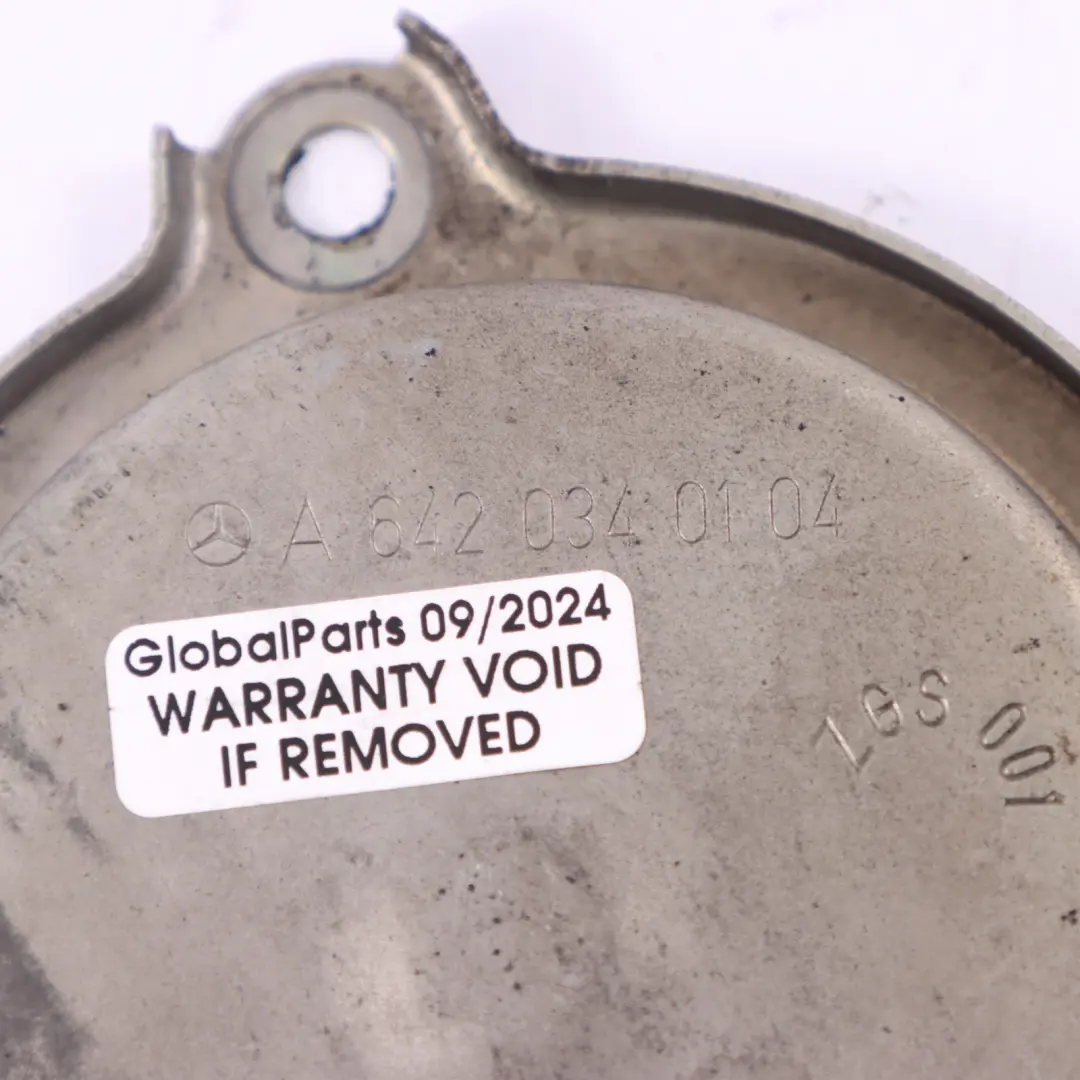 A 642 034 01 04
GlobalParts 09/2024
WARRANTY VOID
IF REMOVED
ZGS 001